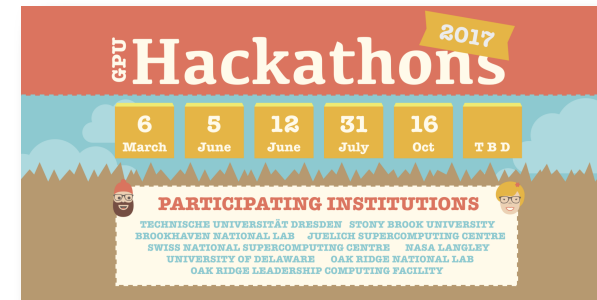 GPU Hackathons
2017
6 5 12 31 16
March June June July Oct TBD
PARTICIPATING INSTITUTIONS
TECHNISCHE UNIVERSITÄT DRESDEN STONY BROOK UNIVERSITY
BROOKHAVEN NATIONAL LAB JUELICH SUPERCOMPUTING CENTRE
SWISS NATIONAL SUPERCOMPUTING CENTRE NASA LANGLEY
UNIVERSITY OF DELAWARE OAK RIDGE NATIONAL LAB
OAK RIDGE LEADERSHIP COMPUTING FACILITY